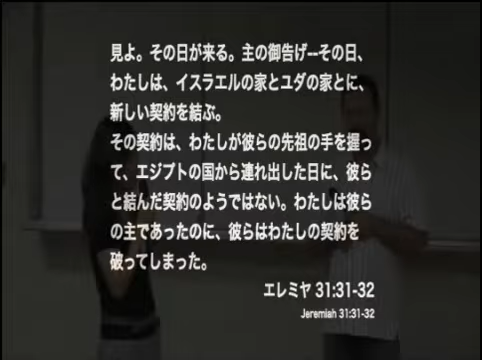 見よ。その日が来る。主の御告げ--その日、
わたしは、イスラエルの家とユダの家とに、
新しい契約を結ぶ。
その契約は、わたしが彼らの先祖の手を握っ
て、エジプトの国から連れ出した日に、彼ら
と結んだ契約のようではない。わたしは彼ら
の主であったのに、彼らはわたしの契約を
破ってしまった。
エレミヤ 31:31-32
Jeremiah 31:31-32